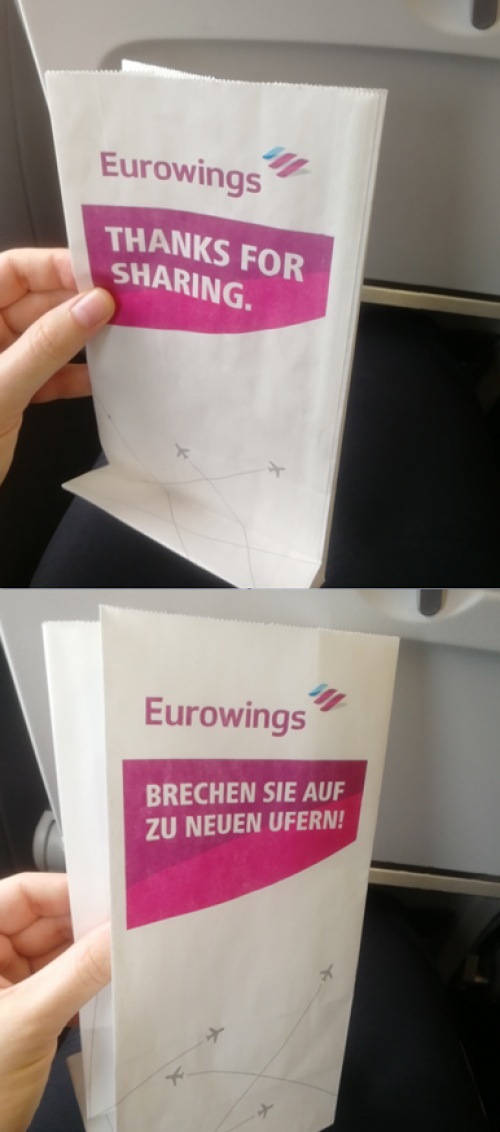 Eurowings
THANKS FOR
SHARING.
Eurowings
BRECHEN SIE AUF
ZU NEUEN UFERN!